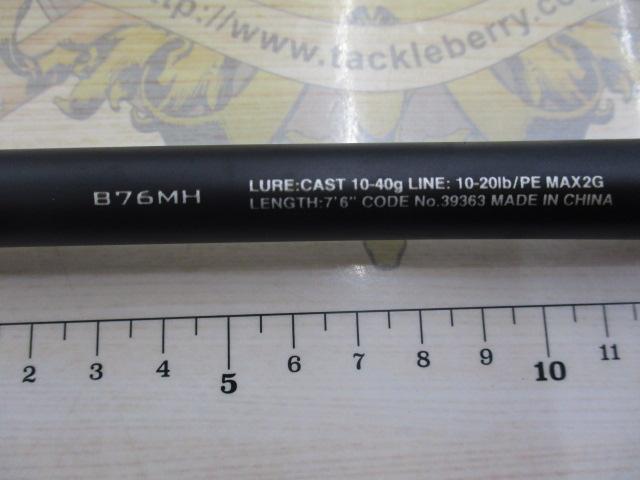 http://www.tackleberry.co
B76MH
LURE:CAST 10-40g LINE: 10-20lb/PE MAX2G
LENGTH:7'6" CODE No.39363 MADE IN CHINA
2 3 4 5 6 7 8 9 10 11